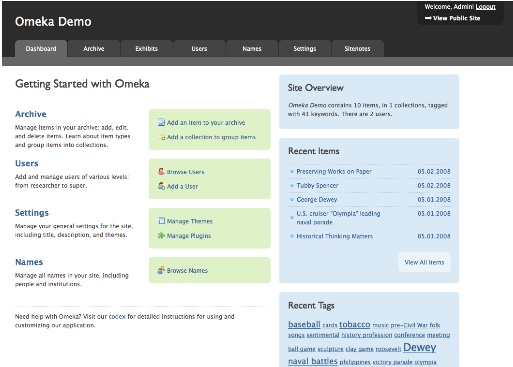 Welcome, Admin! Logout
Omeka Demo
View Public Site
Dashboard Archive Exhibits Users Names Settings Sitenotes
Getting Started with Omeka
Archive
Manage items in your archive: add, edit,
and delete items. Learn about item types
and group items into collections.
Add an item to your archive
Add a collection to group items
Users
Add and manage users of various levels:
from researcher to super.
Browse Users
Add a User
Settings
Manage your general settings for the site,
including title, description, and themes.
Manage Themes
Manage Plugins
Names
Manage all names in your site, including
people and institutions.
Browse Names
Need help with Omeka? Visit our codex for detailed instructions for using and
customizing our application.
Site Overview
Omeka Demo contains 10 items, in 1 collections, tagged
with 41 keywords. There are 2 users.
Recent Items
Preserving Works on Paper 05.02.2008
Tubby Spencer 05.02.2008
George Dewey 05.01.2008
U.S. cruiser "Olympia" leading 05.01.2008
naval parade
Historical Thinking Matters 05.01.2008
View All Items
Recent Tags
baseball cards tobacco music pre-Civil War folk
songs sentimental history profession conference meeting
ball game sculpture clay game roosevelt Dewey
naval battles philippines victory parade olympia